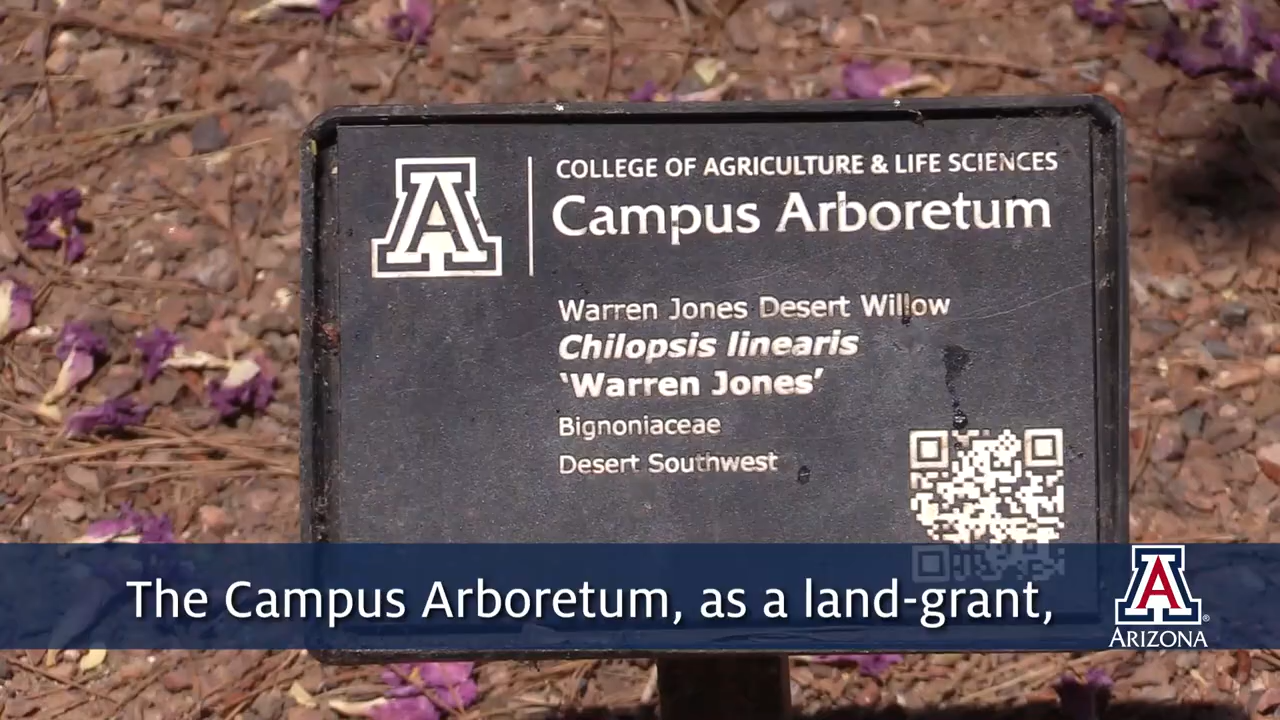 A
COLLEGE OF AGRICULTURE & LIFE SCIENCES
Campus Arboretum
Warren Jones Desert Willow
Chilopsis linearis
‘Warren Jones’
Bignoniaceae
Desert Southwest
The Campus Arboretum, as a land-grant,
A
ARIZONA®